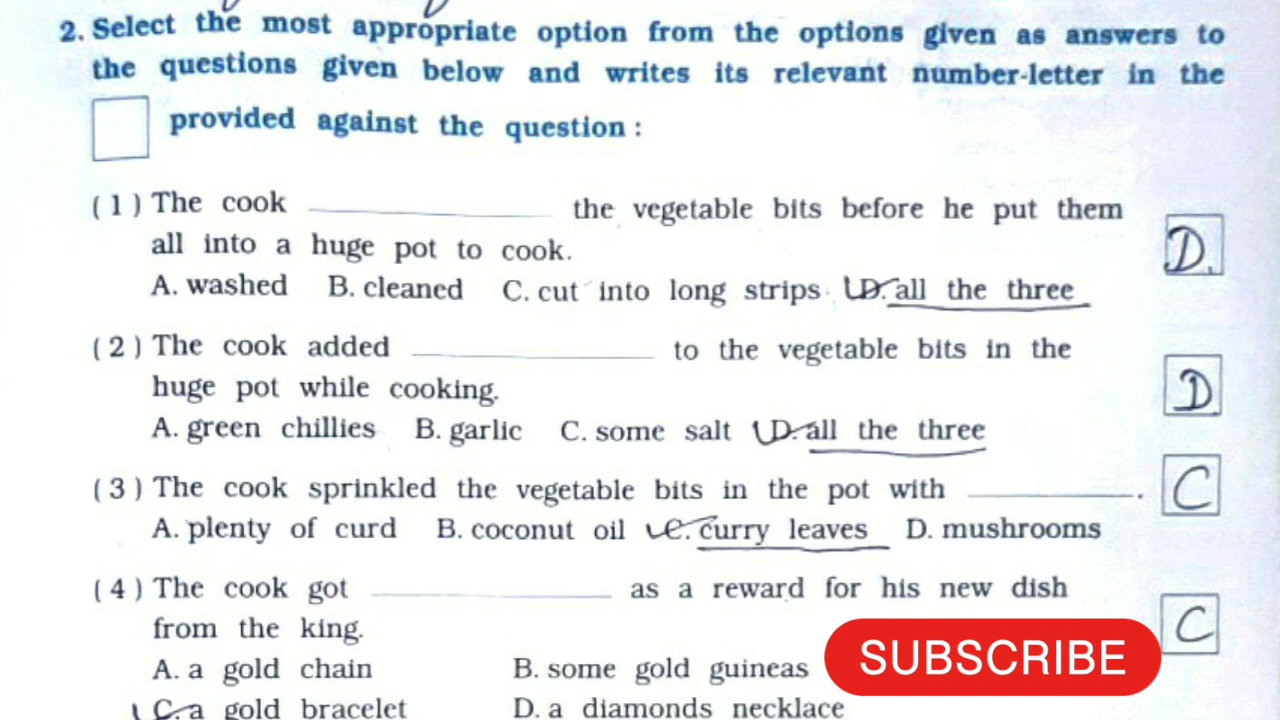 2. Select the most appropriate option from the options given as answers to
the questions given below and writes its relevant number-letter in the
provided against the question :
( 1 ) The cook ____________ the vegetable bits before he put them
all into a huge pot to cook.
D.
A. washed B. cleaned C. cut into long strips D. all the three
( 2 ) The cook added ____________ to the vegetable bits in the
huge pot while cooking.
D
A. green chillies B. garlic C. some salt D. all the three
( 3 ) The cook sprinkled the vegetable bits in the pot with ________.
C
A. plenty of curd B. coconut oil C. curry leaves D. mushrooms
( 4 ) The cook got ____________ as a reward for his new dish
C
from the king.
A. a gold chain B. some gold guineas
SUBSCRIBE
C. a gold bracelet D. a diamonds necklace